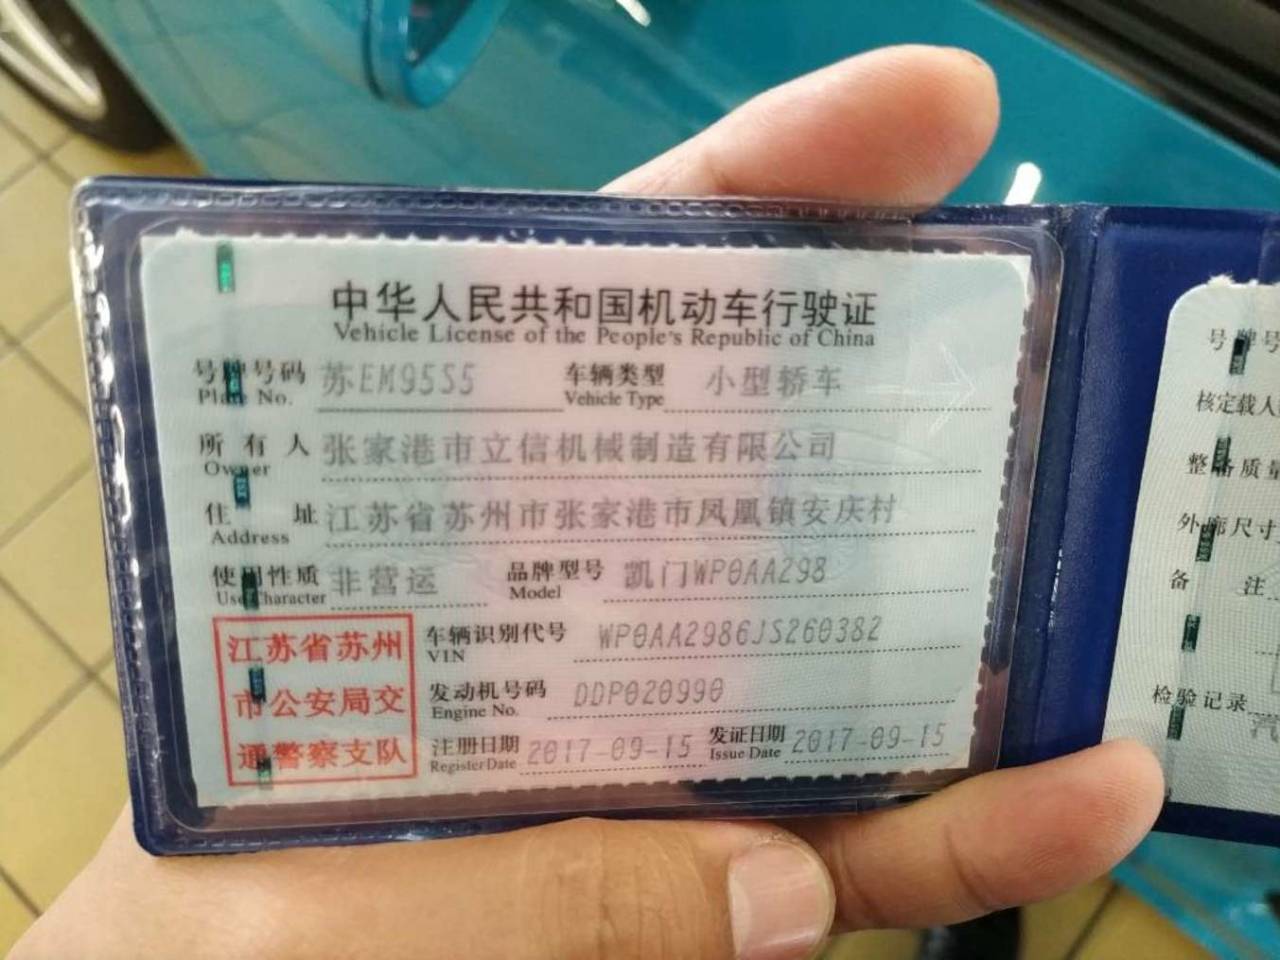 中华人民共和国机动车行驶证
Vehicle License of the People's Republic of China
号牌号码 苏EM95S5 车辆类型 小型轿车
Plate No. Vehicle Type
所有人 张家港市立信机械制造有限公司
Owner
住址 江苏省苏州市张家港市凤凰镇安庆村
Address
使用性质 非营运 品牌型号 凯门WP0AA298
Use Character Model
江苏省苏州
市公安局交
通警察支队
车辆识别代号 WP0AA2986JS260382
VIN
发动机号码 DDP020990
Engine No.
注册日期 2017-09-15 发证日期 2017-09-15
Register Date Issue Date
号牌号
核定载人
整备质量
外廓尺寸
备注
检验记录